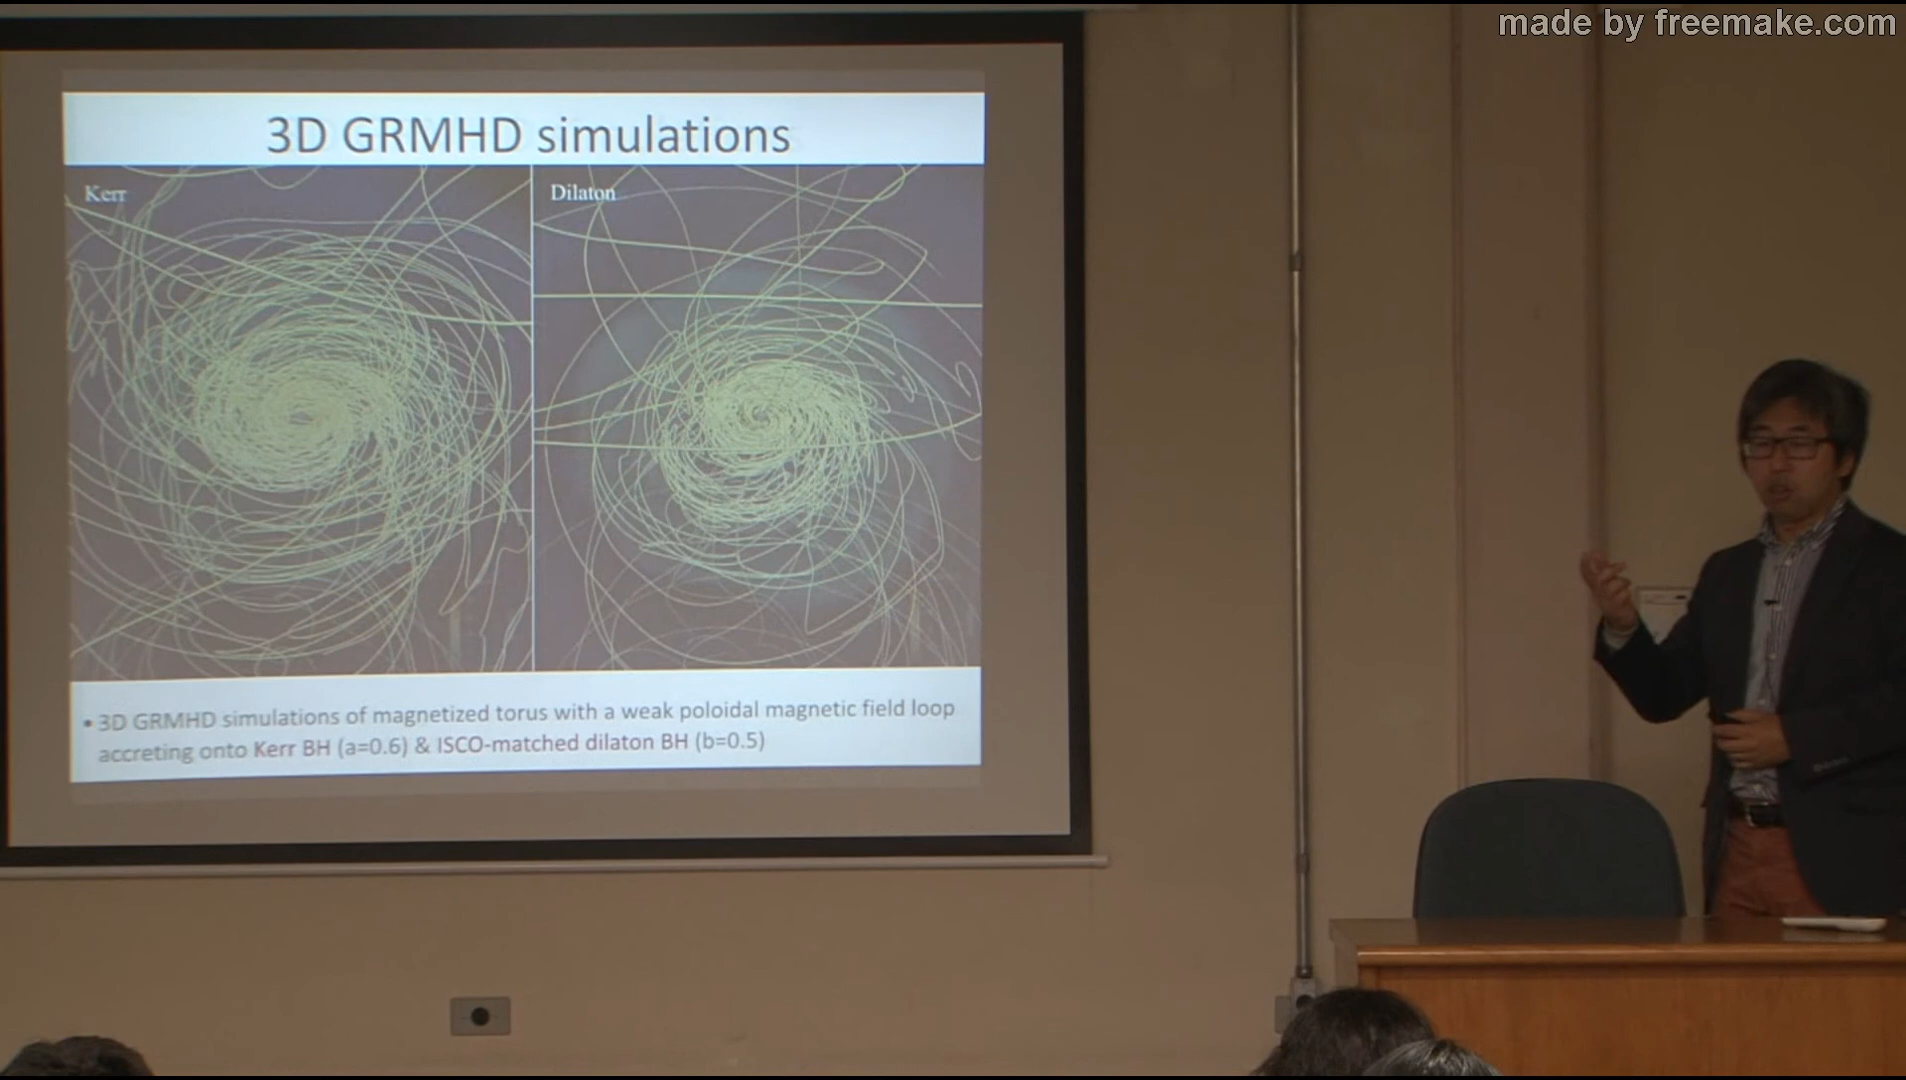 made by freemake.com
3D GRMHD simulations
Kerr
Dilaton
• 3D GRMHD simulations of magnetized torus with a weak poloidal magnetic field loop
accreting onto Kerr BH (a=0.6) & ISCO-matched dilaton BH (b=0.5)